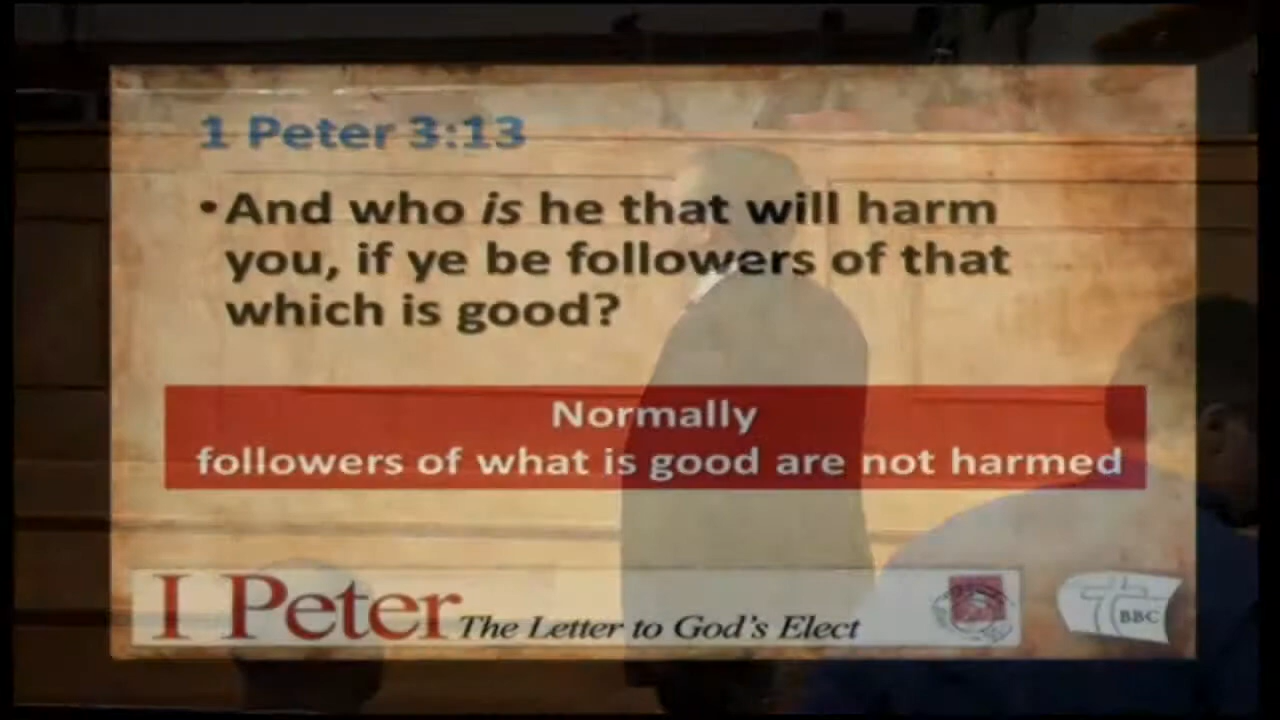 1 Peter 3:13
•And who is he that will harm
you, if ye be followers of that
which is good?
Normally
followers of what is good are not harmed
I Peter The Letter to God's Elect
BBC